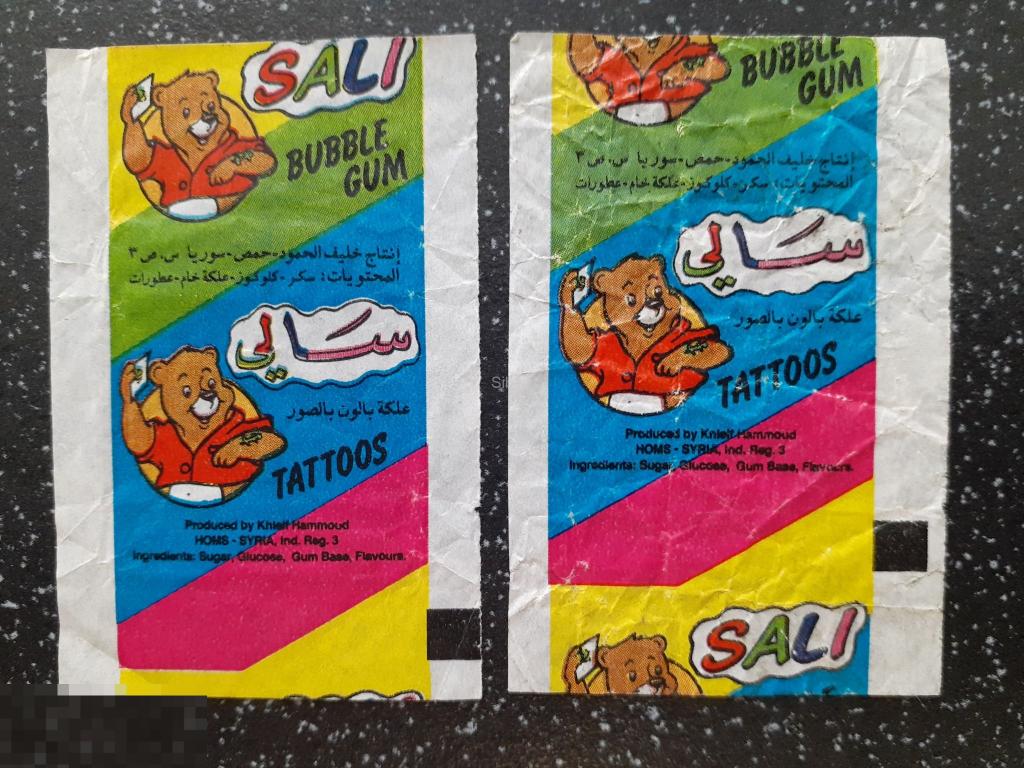 SALI
BUBBLE
GUM
إنتاج خليف الحمود-حمص-سوريا س.ص ٣
المحتويات: سكر-كلوكوز-علكة خام-عطورات
سالي
علكة بالون بالصور
TATTOOS
Produced by Khleif Hammoud
HOMS - SYRIA, Ind. Reg. 3
Ingredients: Sugar, Glucose, Gum Base, Flavours.
BUBBLE
GUM
إنتاج خليف الحمود-حمص-سوريا س.ص ٣
المحتويات: سكر-كلوكوز-علكة خام-عطورات
سالي
علكة بالون بالصور
TATTOOS
Produced by Khleif Hammoud
HOMS - SYRIA, Ind. Reg. 3
Ingredients: Sugar, Glucose, Gum Base, Flavours.
SALI